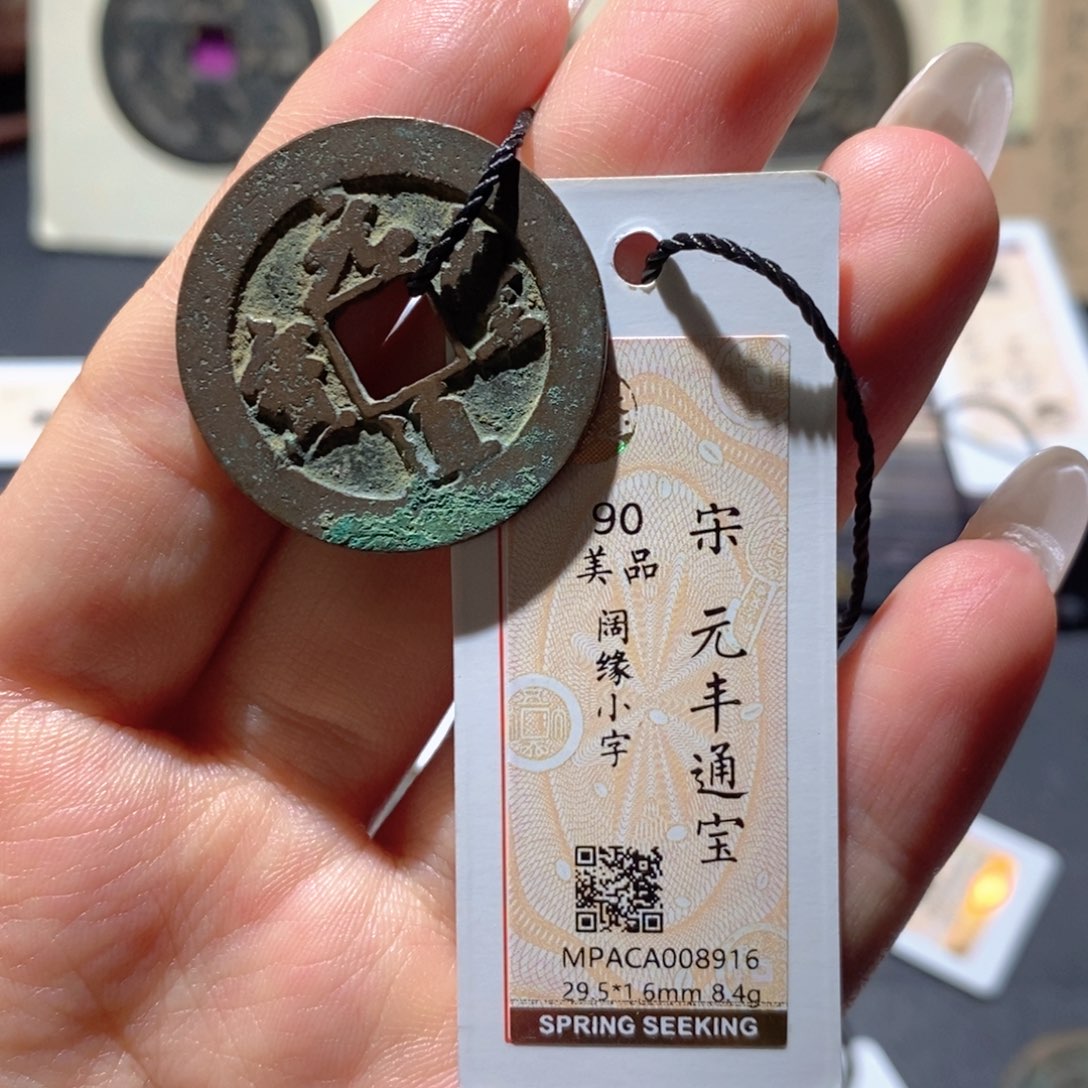 宋 元丰通宝
90
美品
阔缘小字
MPACA008916
29.5*1.6mm 8.4g
SPRING SEEKING